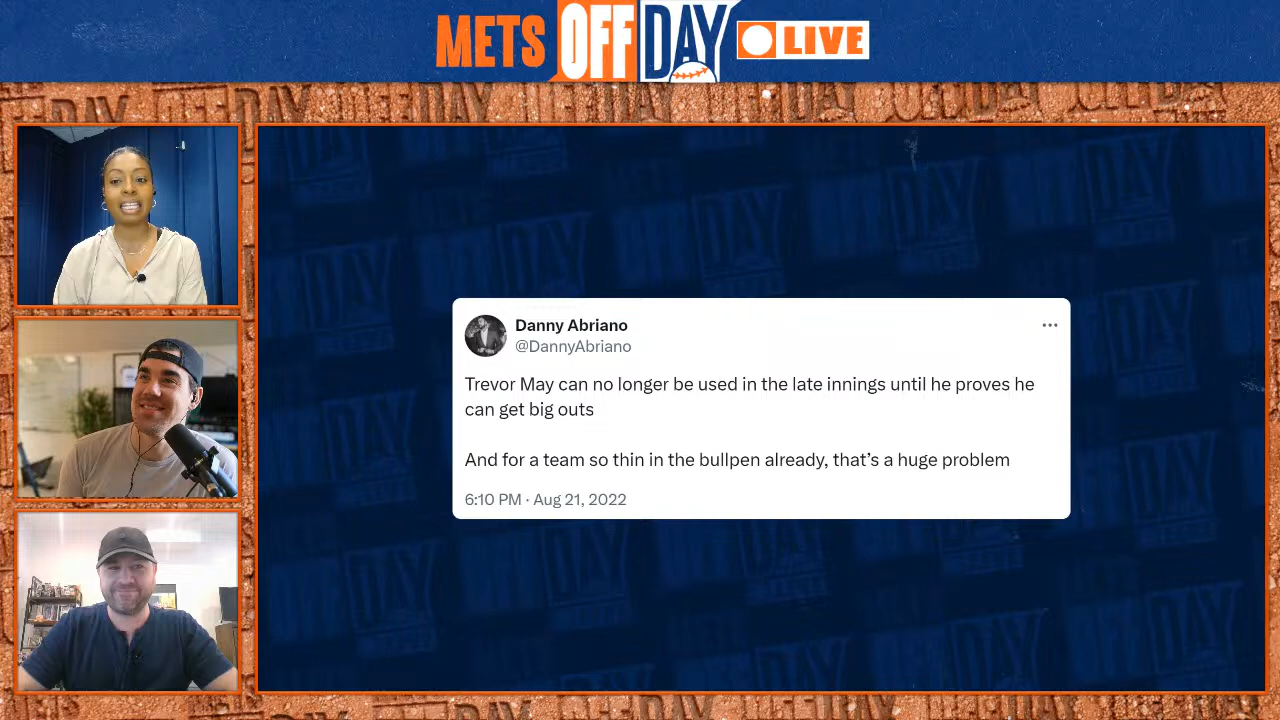 METS OFF DAY LIVE
Danny Abriano
@DannyAbriano
Trevor May can no longer be used in the late innings until he proves he
can get big outs
And for a team so thin in the bullpen already, that’s a huge problem
6:10 PM · Aug 21, 2022